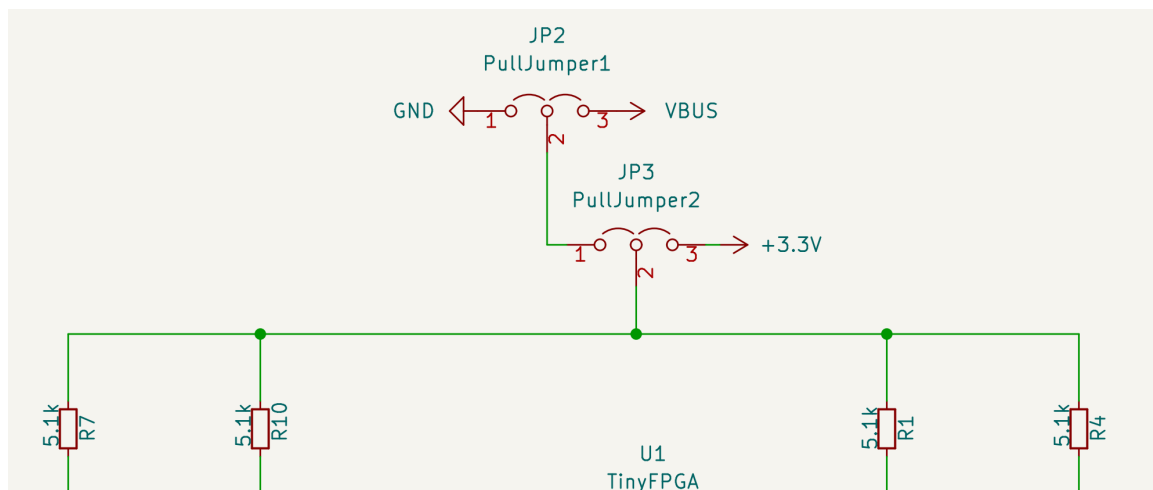 JP2
PullJumper1
GND
1
2
3
VBUS
JP3
PullJumper2
1
2
3
+3.3V
5.1k
R7
5.1k
R10
5.1k
R1
5.1k
R4
U1
TinyFPGA